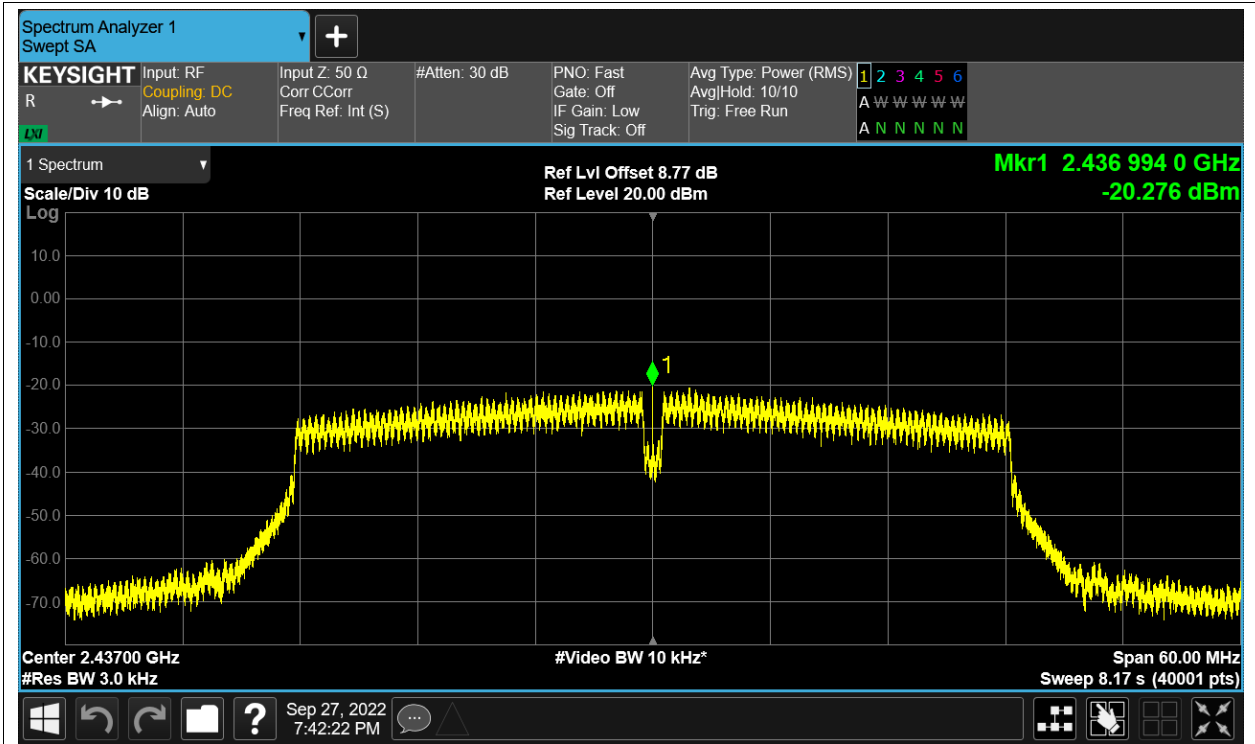 Spectrum Analyzer 1
Swept SA
+
KEYSIGHT
R
LXI
Input: RF
Coupling: DC
Align: Auto
Input Z: 50 Ω
Corr CCorr
Freq Ref: Int (S)
#Atten: 30 dB
PNO: Fast
Gate: Off
IF Gain: Low
Sig Track: Off
Avg Type: Power (RMS)
Avg|Hold: 10/10
Trig: Free Run
1 2 3 4 5 6
A W W W W W
A N N N N N
1 Spectrum
Scale/Div 10 dB
Log
Ref Lvl Offset 8.77 dB
Ref Level 20.00 dBm
Mkr1 2.436 994 0 GHz
-20.276 dBm
10.0
0.00
-10.0
-20.0
-30.0
-40.0
-50.0
-60.0
-70.0
1
Center 2.43700 GHz
#Res BW 3.0 kHz
#Video BW 10 kHz*
Span 60.00 MHz
Sweep 8.17 s (40001 pts)
?
Sep 27, 2022
7:42:22 PM